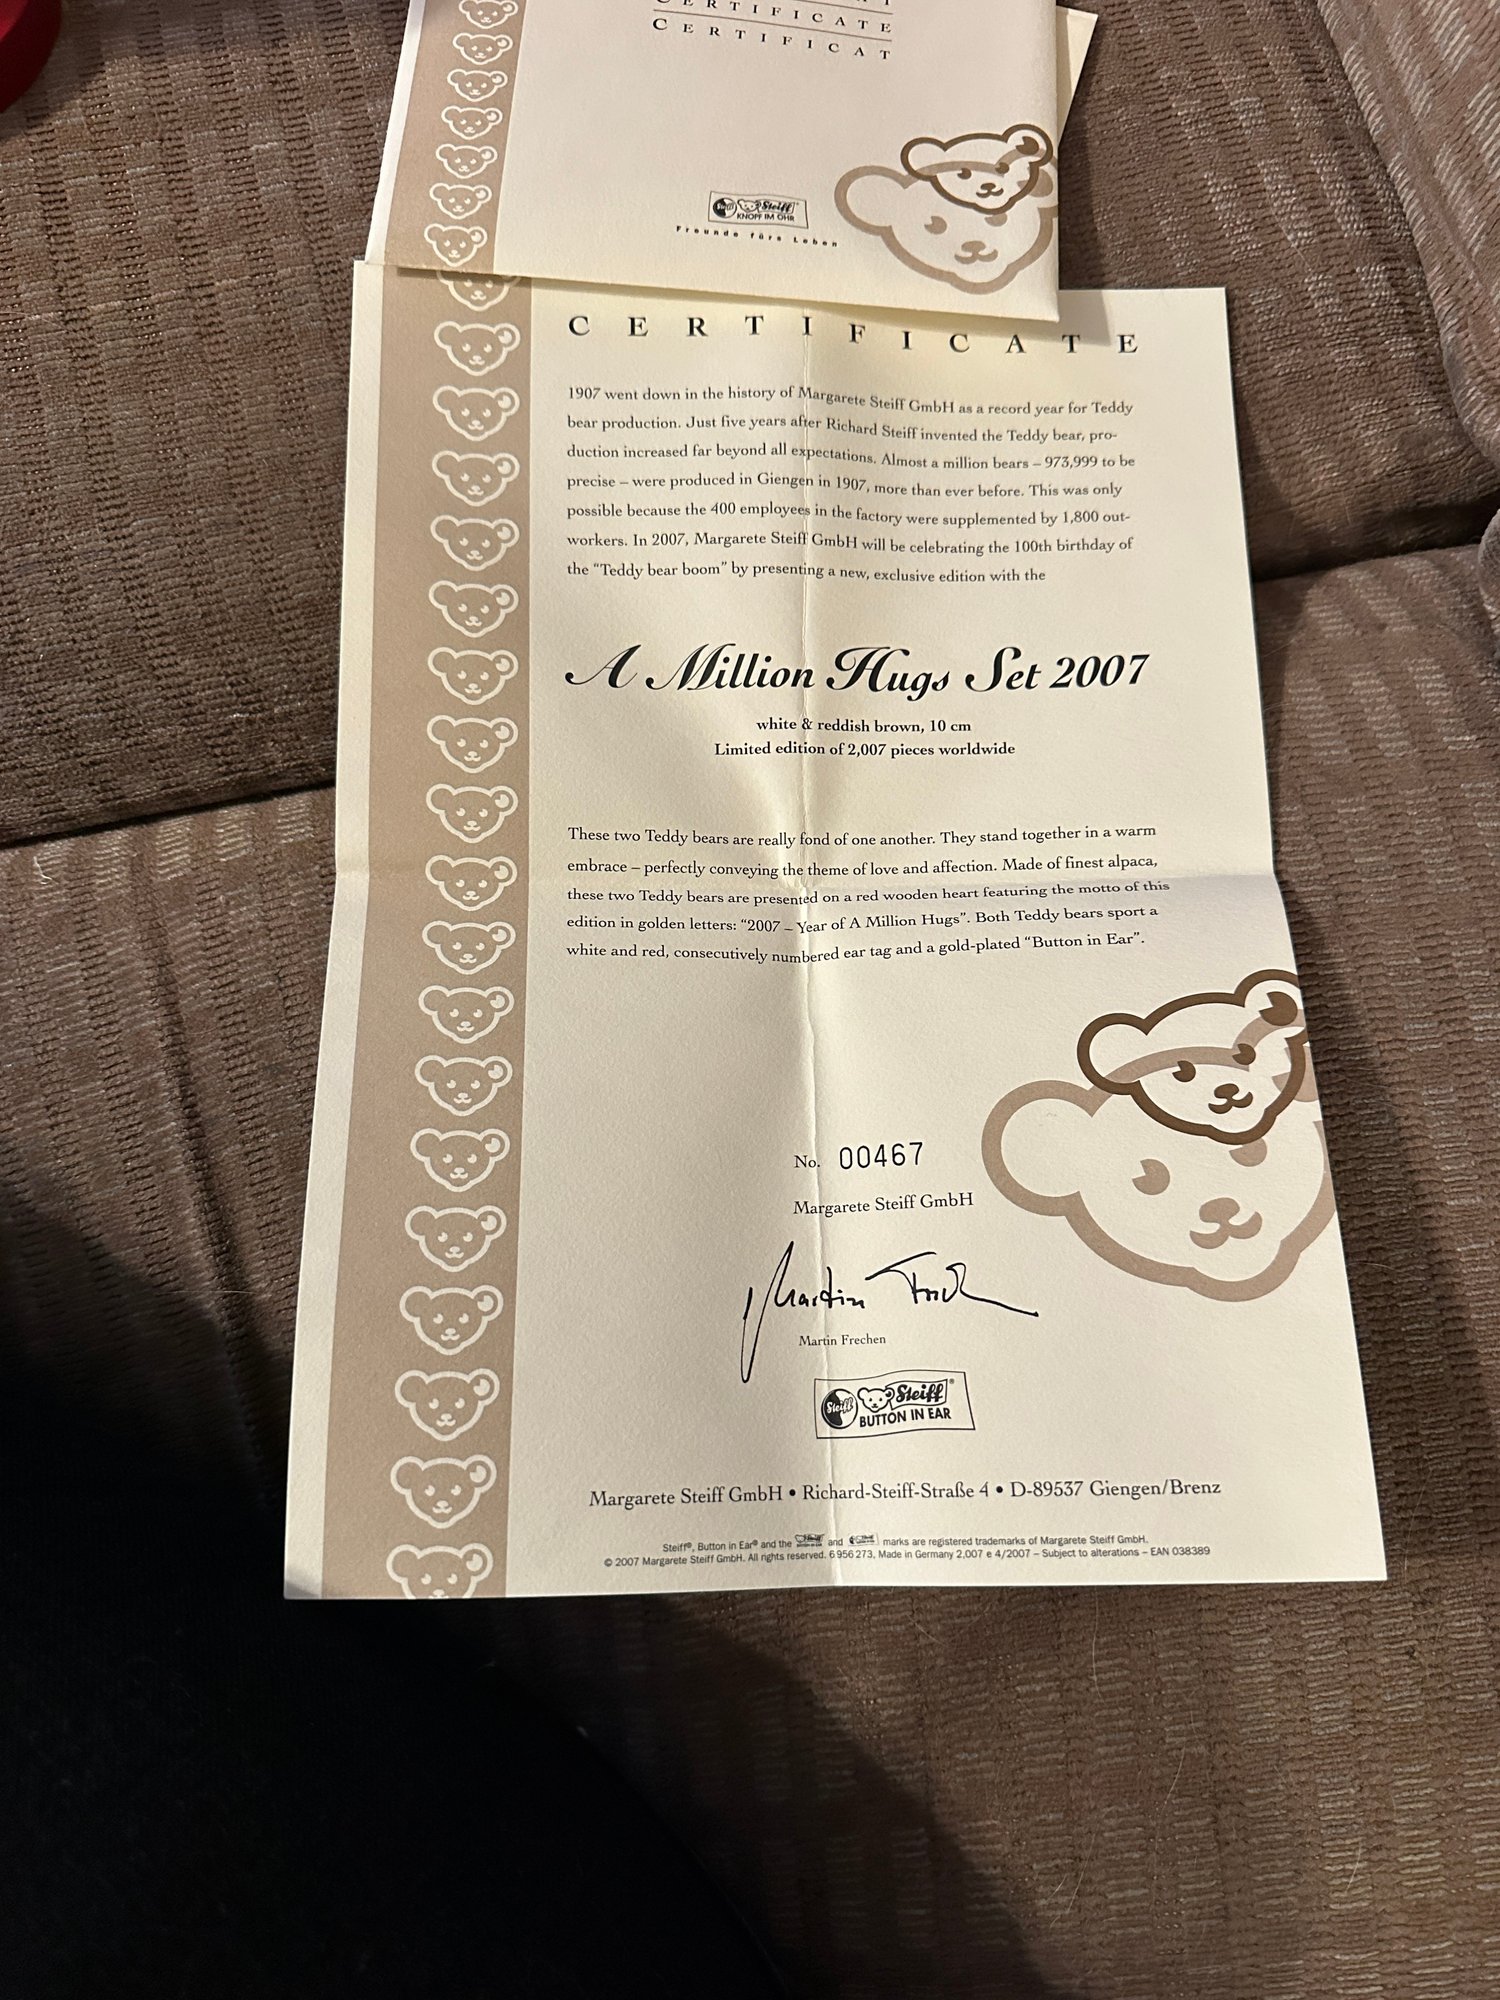 C E R T I F I C A T E
C E R T I F I C A T
Steiff Steiff
KNOPF IM OHR
Freunde fürs Leben
C E R T I F I C A T E
1907 went down in the history of Margarete Steiff GmbH as a record year for Teddy
bear production. Just five years after Richard Steiff invented the Teddy bear, pro-
duction increased far beyond all expectations. Almost a million bears – 973,999 to be
precise – were produced in Giengen in 1907, more than ever before. This was only
possible because the 400 employees in the factory were supplemented by 1,800 out-
workers. In 2007, Margarete Steiff GmbH will be celebrating the 100th birthday of
the “Teddy bear boom” by presenting a new, exclusive edition with the
A Million Hugs Set 2007
white & reddish brown, 10 cm
Limited edition of 2,007 pieces worldwide
These two Teddy bears are really fond of one another. They stand together in a warm
embrace – perfectly conveying the theme of love and affection. Made of finest alpaca,
these two Teddy bears are presented on a red wooden heart featuring the motto of this
edition in golden letters: “2007 – Year of A Million Hugs”. Both Teddy bears sport a
white and red, consecutively numbered ear tag and a gold-plated “Button in Ear”.
No. 00467
Margarete Steiff GmbH
Martin Frechen
Steiff Steiff®
BUTTON IN EAR
Margarete Steiff GmbH • Richard-Steiff-Straße 4 • D-89537 Giengen/Brenz
Steiff®, Button in Ear® and the and marks are registered trademarks of Margarete Steiff GmbH.
© 2007 Margarete Steiff GmbH. All rights reserved. 6 956 273, Made in Germany 2,007 e 4/2007 – Subject to alterations – EAN 038389